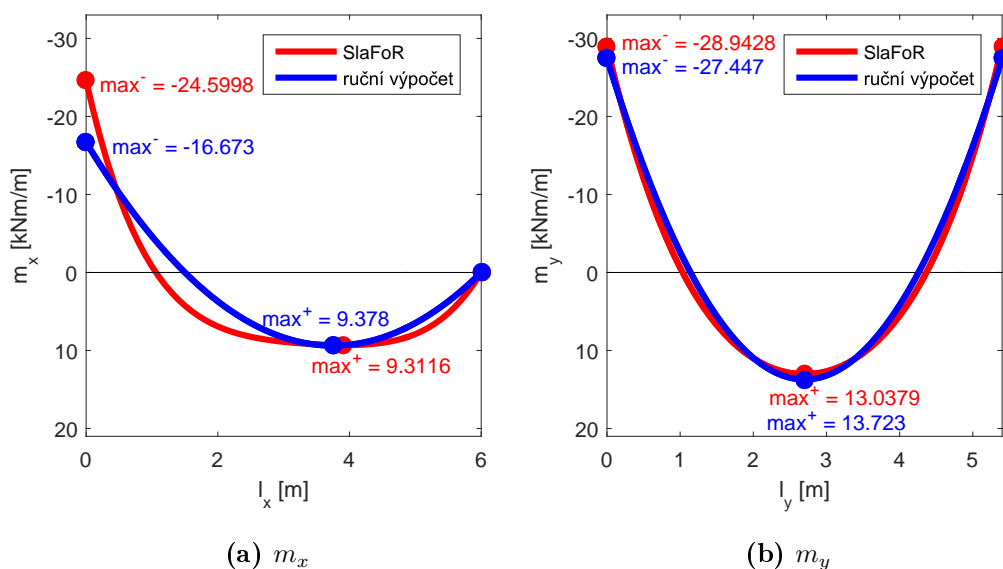 -30
-20
-10
0
10
20
m_x [kNm/m]
SlaFoR
ruční výpočet
max⁻ = -24.5998
max⁻ = -16.673
max⁺ = 9.378
max⁺ = 9.3116
0 2 4 6
l_x [m]
(a) m_x
-30
-20
-10
0
10
20
m_y [kNm/m]
SlaFoR
ruční výpočet
max⁻ = -28.9428
max⁻ = -27.447
max⁺ = 13.0379
max⁺ = 13.723
0 1 2 3 4 5
l_y [m]
(b) m_y